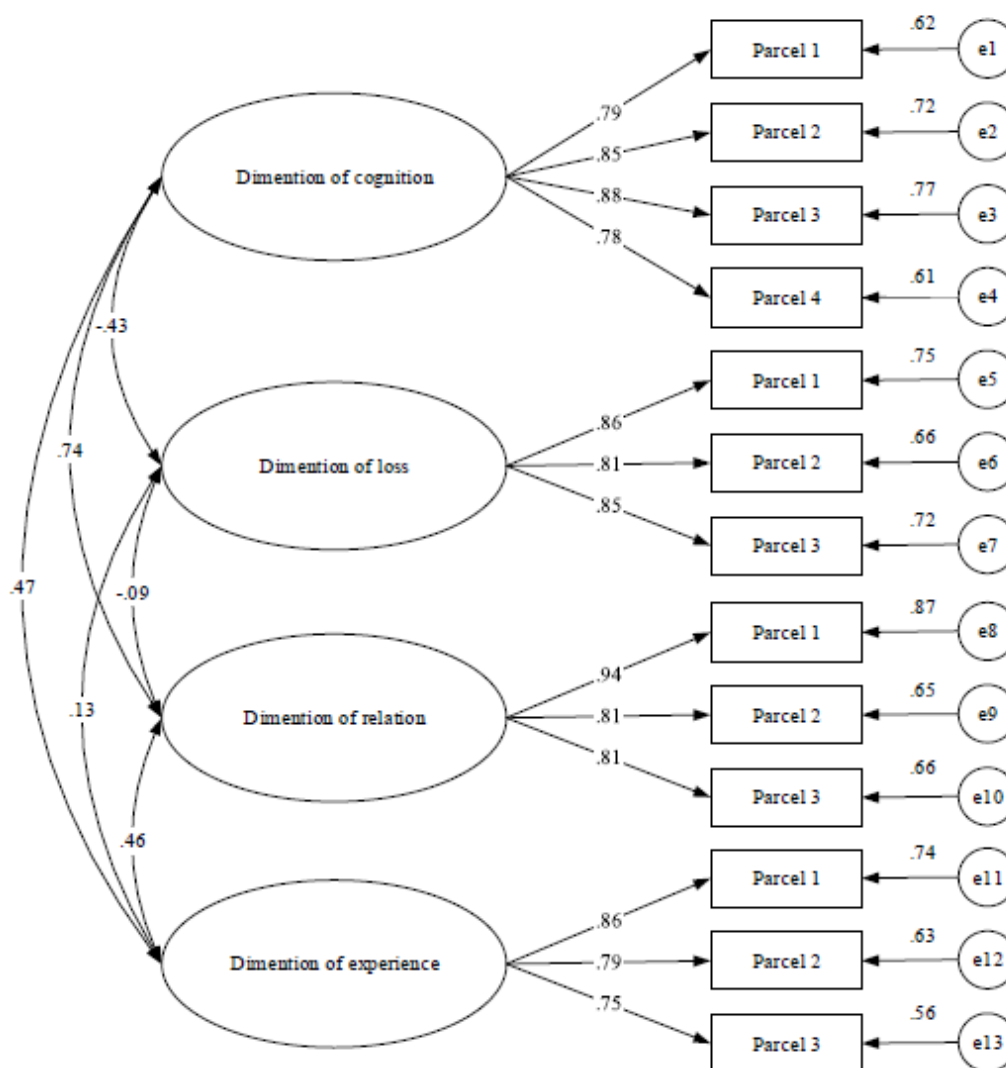 .62
Parcel 1
e1
.79
.72
Parcel 2
e2
.85
Dimention of cognition
.77
.88
Parcel 3
e3
.78
.61
Parcel 4
e4
-.43
.75
Parcel 1
e5
.86
.74
.66
Dimention of loss
.81
Parcel 2
e6
.85
.72
Parcel 3
e7
.47
-.09
.87
Parcel 1
e8
.94
.13
.65
Dimention of relation
.81
Parcel 2
e9
.81
.66
Parcel 3
e10
.46
.74
Parcel 1
e11
.86
.63
Dimention of experience
.79
Parcel 2
e12
.75
.56
Parcel 3
e13